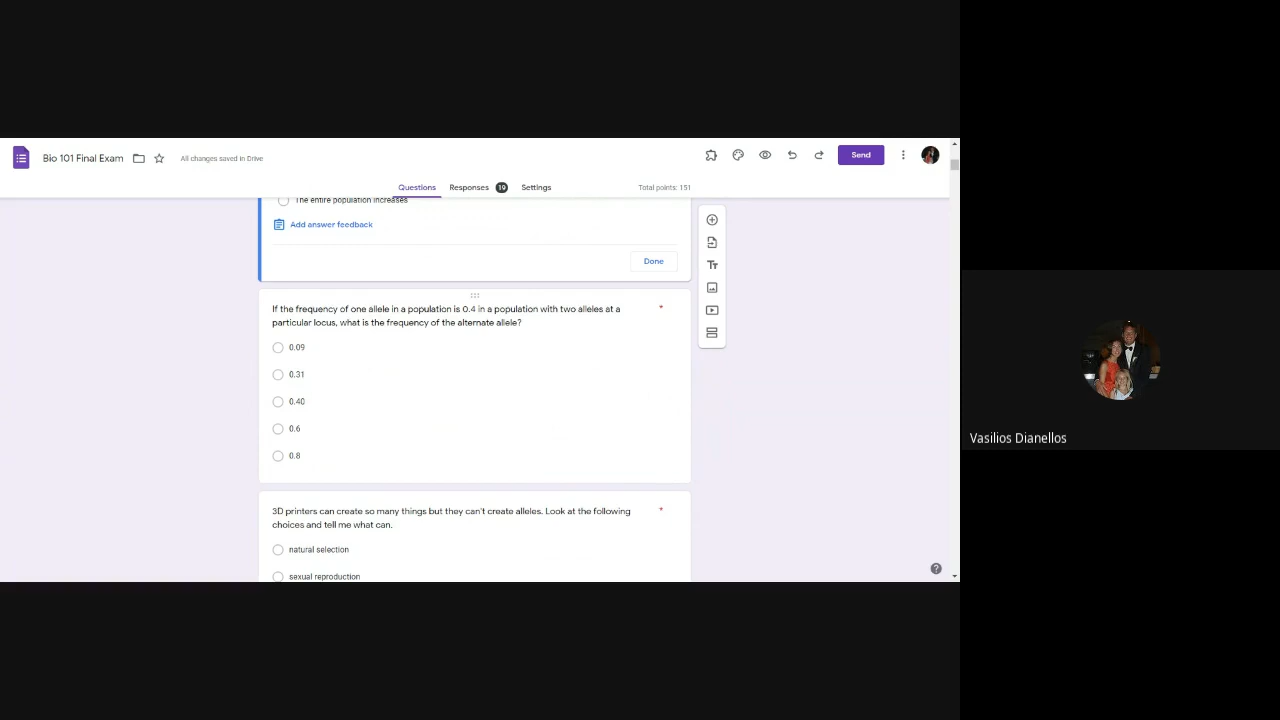 Bio 101 Final Exam
All changes saved in Drive
Send
Questions
Responses 19
Settings
Total points: 151
The entire population increases
Add answer feedback
Done
If the frequency of one allele in a population is 0.4 in a population with two alleles at a
particular locus, what is the frequency of the alternate allele?
*
0.09
0.31
0.40
0.6
0.8
3D printers can create so many things but they can't create alleles. Look at the following
choices and tell me what can.
*
natural selection
sexual reproduction
Tт
Vasilios Dianellos